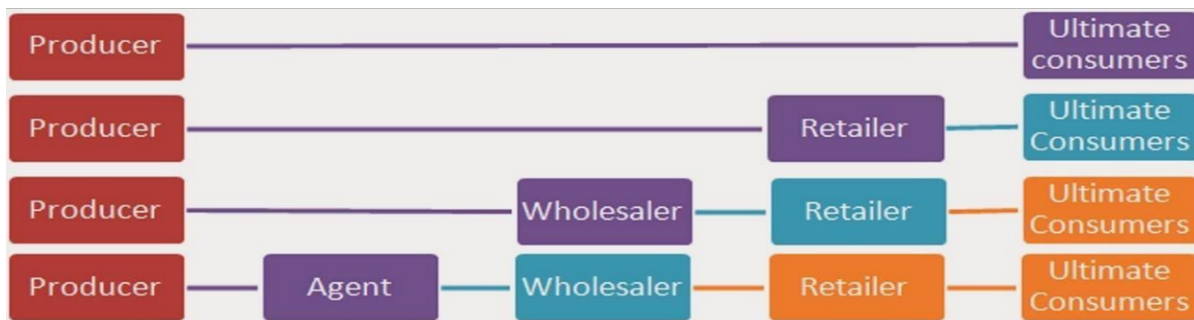 Producer
Ultimate
consumers
Producer
Retailer
Ultimate
Consumers
Producer
Wholesaler
Retailer
Ultimate
Consumers
Producer
Agent
Wholesaler
Retailer
Ultimate
Consumers